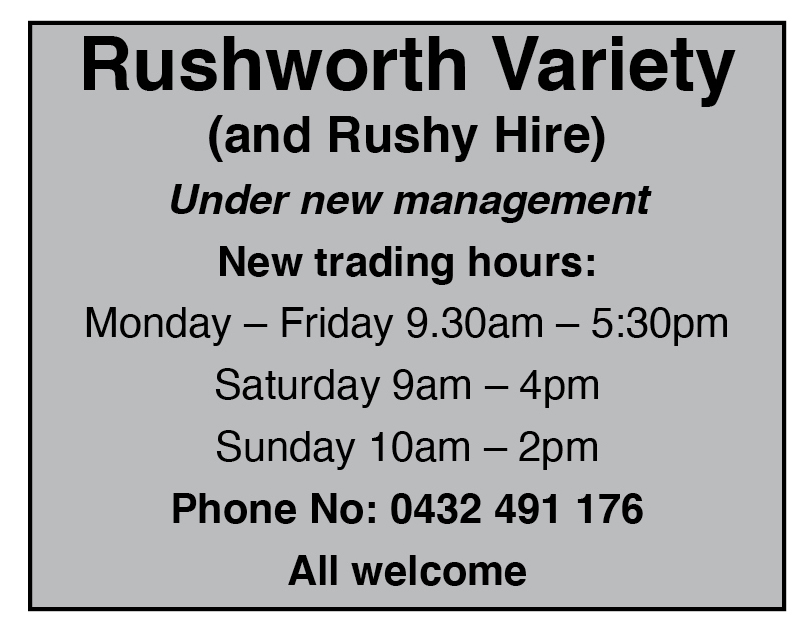 Rushworth Variety
(and Rushy Hire)
Under new management
New trading hours:
Monday – Friday 9.30am – 5:30pm
Saturday 9am – 4pm
Sunday 10am – 2pm
Phone No: 0432 491 176
All welcome